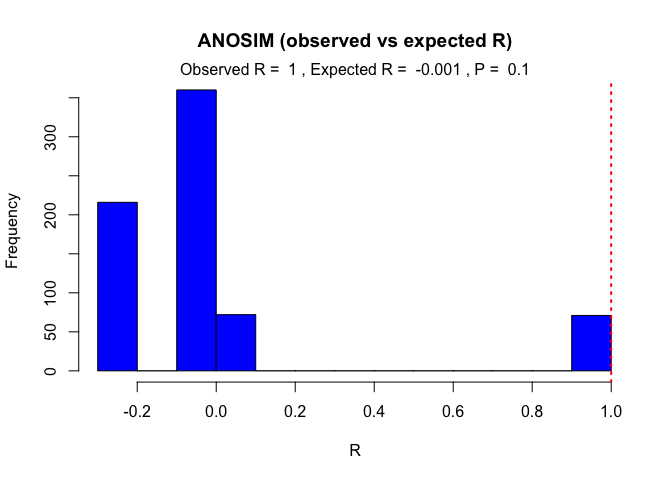 ANOSIM (observed vs expected R)
Observed R =  1 , Expected R =  -0.001 , P =  0.1
Frequency
300
200
100
50
0
-0.2 0.0 0.2 0.4 0.6 0.8 1.0
R